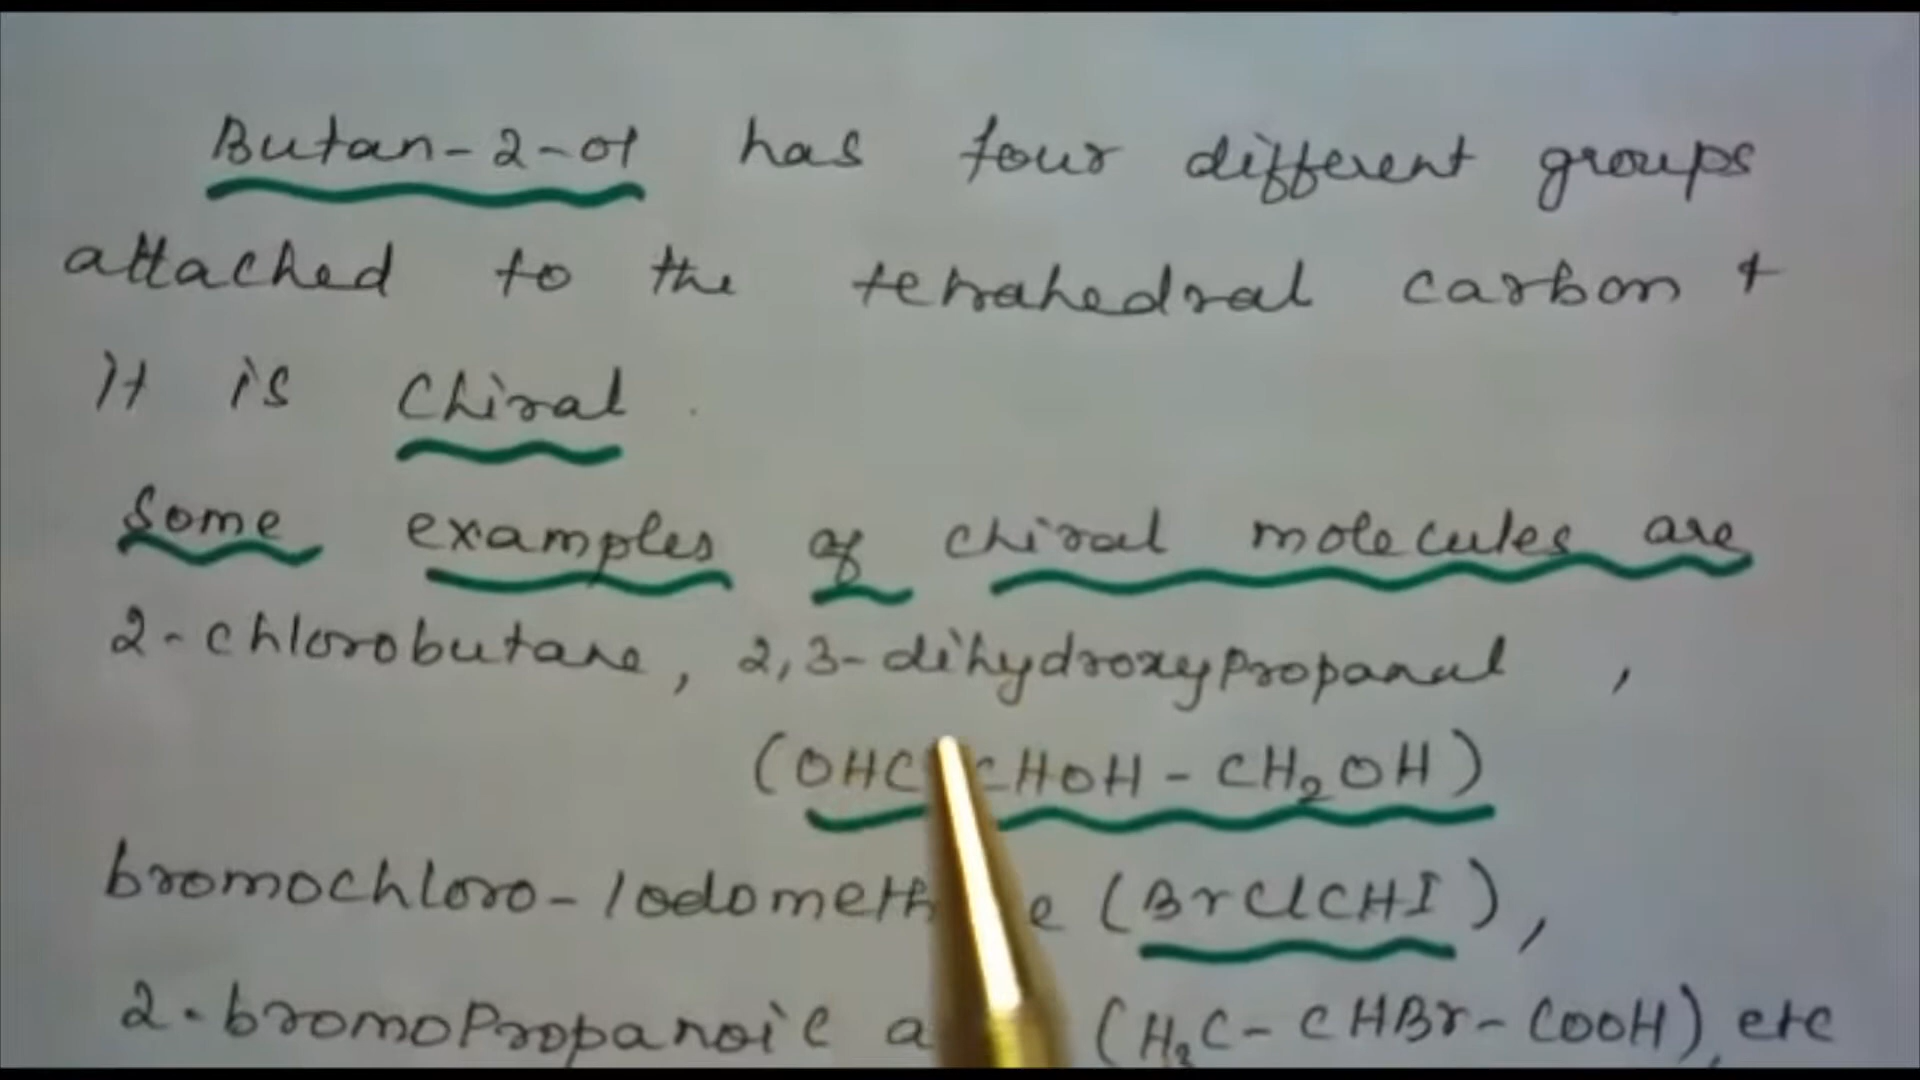 Butan-2-ol has four different groups
attached to the tetrahedral carbon +
it is chiral
Some examples of chiral molecules are
2-chlorobutane, 2,3-dihydroxypropanal,
(OHC CHOH - CH₂OH)
bromochloro-Iodometh e (BrClCHI),
2-bromoPropanoic a (H₃C - CHBr - COOH), etc